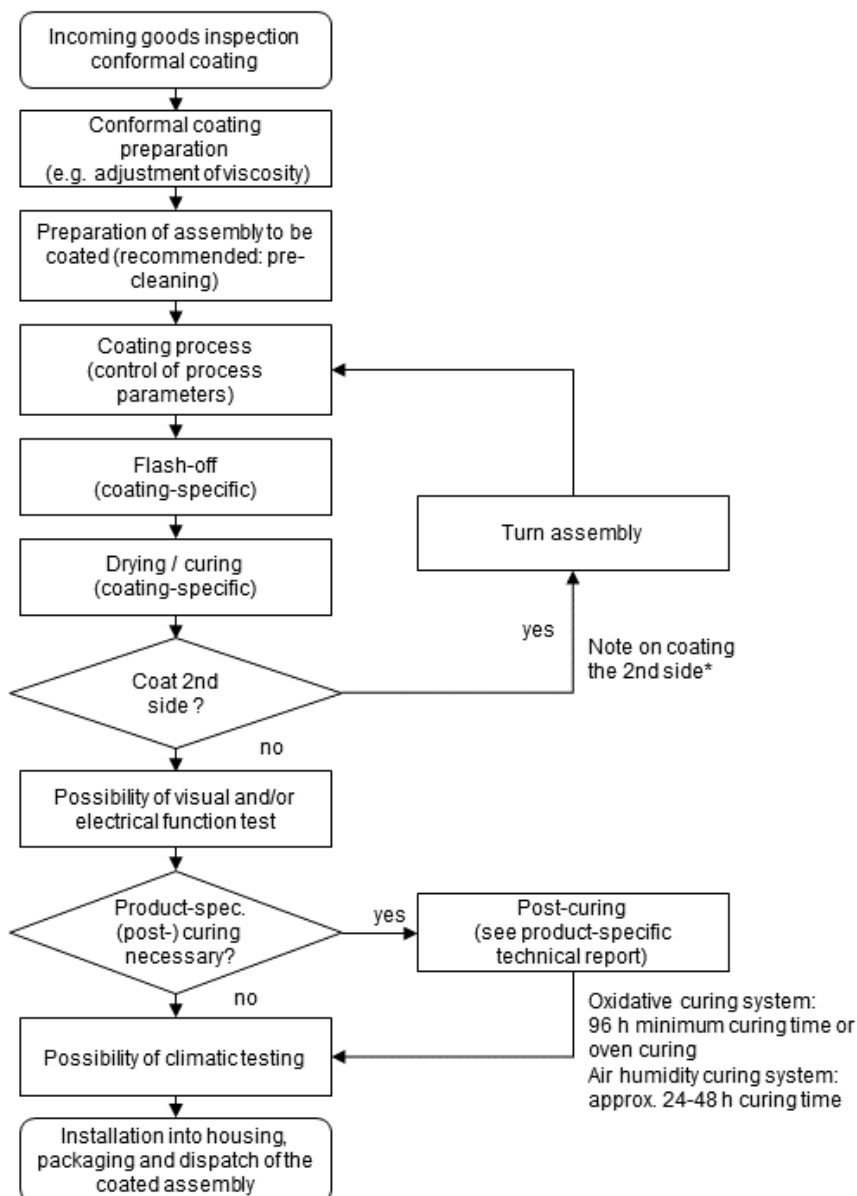 Incoming goods inspection
conformal coating
Conformal coating
preparation
(e.g. adjustment of viscosity)
Preparation of assembly to be
coated (recommended: pre-
cleaning)
Coating process
(control of process
parameters)
Flash-off
(coating-specific)
Turn assembly
Drying / curing
(coating-specific)
yes
Note on coating
the 2nd side*
Coat 2nd
side ?
no
Possibility of visual and/or
electrical function test
Product-spec.
(post-) curing
necessary?
yes
Post-curing
(see product-specific
technical report)
no
Oxidative curing system:
96 h minimum curing time or
oven curing
Air humidity curing system:
approx. 24-48 h curing time
Possibility of climatic testing
Installation into housing,
packaging and dispatch of the
coated assembly